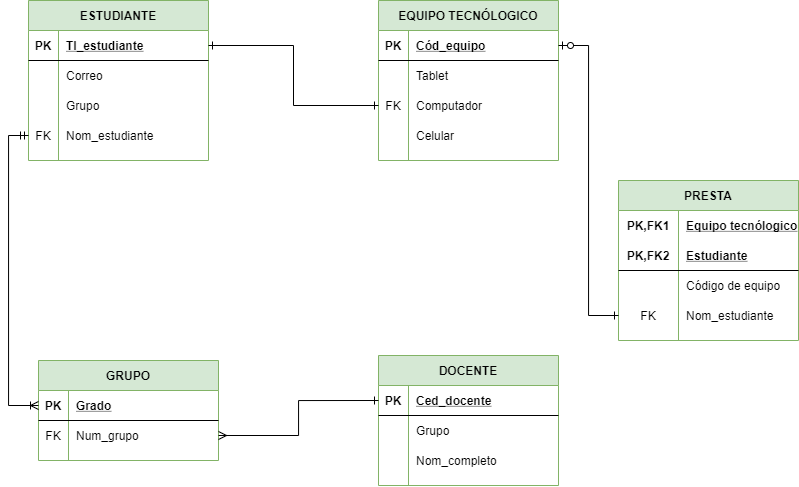 ESTUDIANTE
PK TI_estudiante
Correo
Grupo
FK Nom_estudiante
EQUIPO TECNÓLOGICO
PK Cód_equipo
Tablet
FK Computador
Celular
PRESTA
PK,FK1 Equipo tecnólogico
PK,FK2 Estudiante
Código de equipo
FK Nom_estudiante
GRUPO
PK Grado
FK Num_grupo
DOCENTE
PK Ced_docente
Grupo
Nom_completo